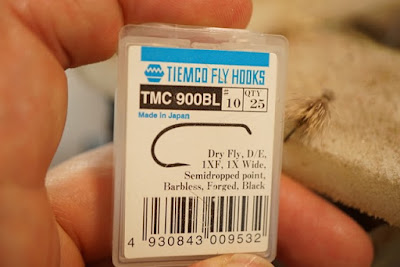 TIEMCO FLY HOOKS
TMC 900BL # 10 QTY 25
Made in Japan
Dry Fly, D/E,
1XF, 1X Wide,
Semidropped point,
Barbless, Forged, Black
4 930843 009532